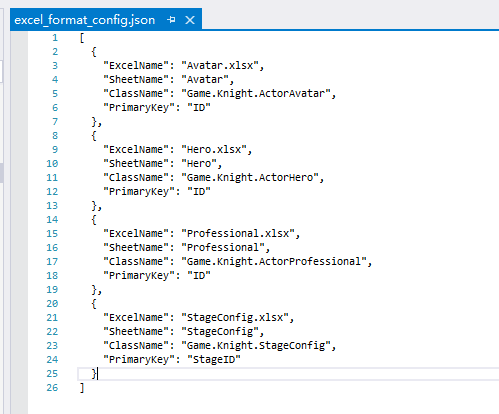 excel_format_config.json
1 [
2 {
3 "ExcelName": "Avatar.xlsx",
4 "SheetName": "Avatar",
5 "ClassName": "Game.Knight.ActorAvatar",
6 "PrimaryKey": "ID"
7 },
8 {
9 "ExcelName": "Hero.xlsx",
10 "SheetName": "Hero",
11 "ClassName": "Game.Knight.ActorHero",
12 "PrimaryKey": "ID"
13 },
14 {
15 "ExcelName": "Professional.xlsx",
16 "SheetName": "Professional",
17 "ClassName": "Game.Knight.ActorProfessional",
18 "PrimaryKey": "ID"
19 },
20 {
21 "ExcelName": "StageConfig.xlsx",
22 "SheetName": "StageConfig",
23 "ClassName": "Game.Knight.StageConfig",
24 "PrimaryKey": "StageID"
25 }
26 ]